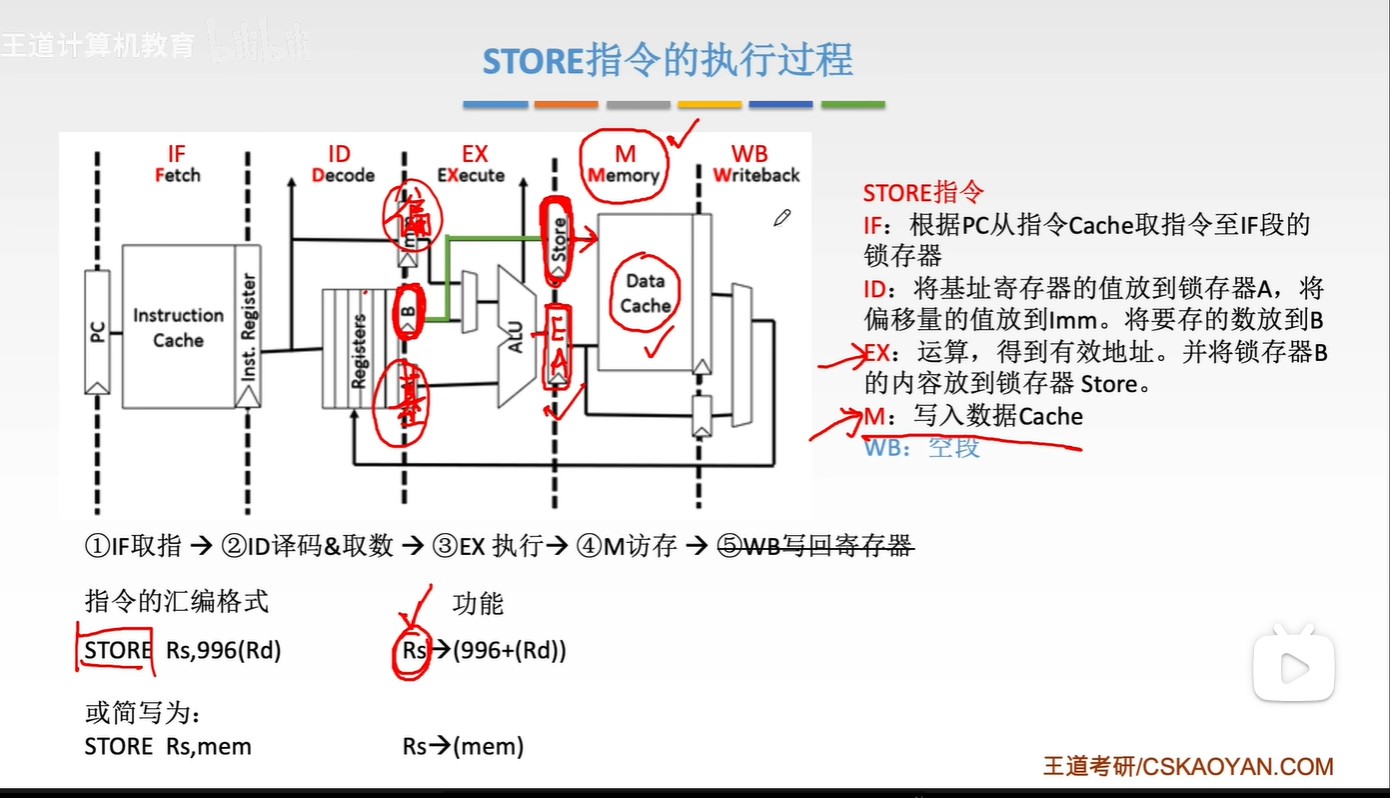 王道计算机教育 bilibili
STORE指令的执行过程
IF
Fetch
ID
Decode
EX
EXecute
M
Memory
WB
Writeback
PC
Instruction
Cache
Inst. Register
Registers
B
ALU
Store
E
A
Data
Cache
STORE指令
IF：根据PC从指令Cache取指令至IF段的
锁存器
ID：将基址寄存器的值放到锁存器A，将
偏移量的值放到Imm。将要存的数放到B
EX：运算，得到有效地址。并将锁存器B
的内容放到锁存器 Store。
M：写入数据Cache
WB：空段
①IF取指 → ②ID译码&取数 → ③EX 执行→ ④M访存 → ⑤WB写回寄存器
指令的汇编格式 功能
STORE Rs,996(Rd) Rs→(996+(Rd))
或简写为：
STORE Rs,mem Rs→(mem)
王道考研/CSKAOYAN.COM